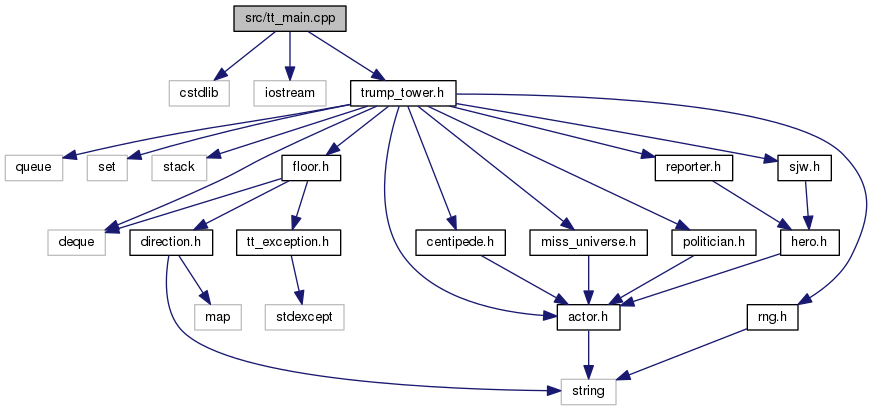 src/tt_main.cpp
cstdlib
iostream
trump_tower.h
queue
set
stack
floor.h
reporter.h
sjw.h
deque
direction.h
tt_exception.h
centipede.h
miss_universe.h
politician.h
hero.h
map
stdexcept
actor.h
rng.h
string